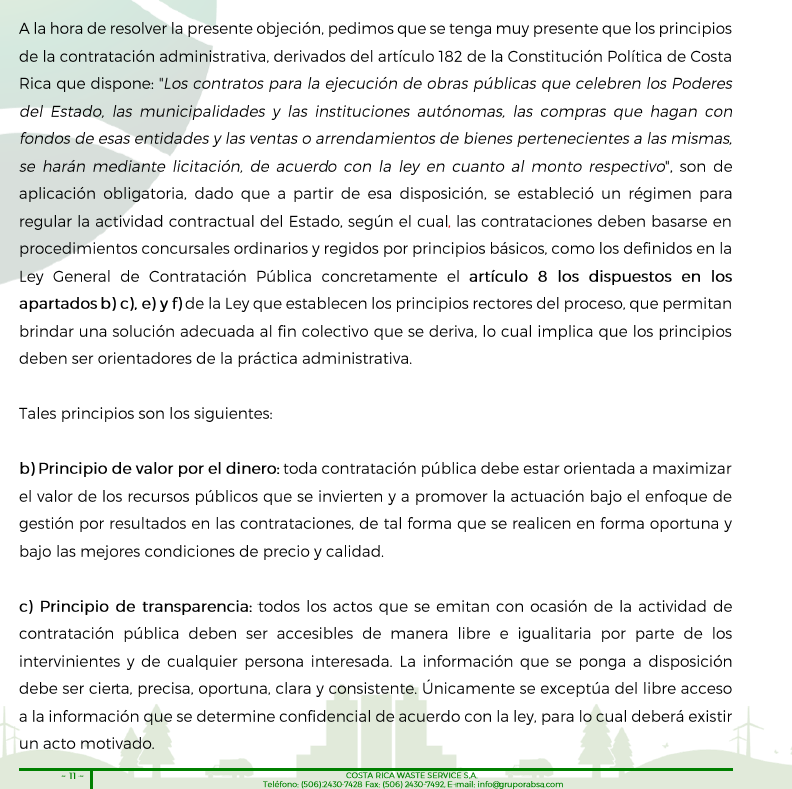 A la hora de resolver la presente objeción, pedimos que se tenga muy presente que los principios
de la contratación administrativa, derivados del artículo 182 de la Constitución Política de Costa
Rica que dispone: "Los contratos para la ejecución de obras públicas que celebren los Poderes
del Estado, las municipalidades y las instituciones autónomas, las compras que hagan con
fondos de esas entidades y las ventas o arrendamientos de bienes pertenecientes a las mismas,
se harán mediante licitación, de acuerdo con la ley en cuanto al monto respectivo", son de
aplicación obligatoria, dado que a partir de esa disposición, se estableció un régimen para
regular la actividad contractual del Estado, según el cual, las contrataciones deben basarse en
procedimientos concursales ordinarios y regidos por principios básicos, como los definidos en la
Ley General de Contratación Pública concretamente el artículo 8 los dispuestos en los
apartados b) c), e) y f) de la Ley que establecen los principios rectores del proceso, que permitan
brindar una solución adecuada al fin colectivo que se deriva, lo cual implica que los principios
deben ser orientadores de la práctica administrativa.
Tales principios son los siguientes:
b) Principio de valor por el dinero: toda contratación pública debe estar orientada a maximizar
el valor de los recursos públicos que se invierten y a promover la actuación bajo el enfoque de
gestión por resultados en las contrataciones, de tal forma que se realicen en forma oportuna y
bajo las mejores condiciones de precio y calidad.
c) Principio de transparencia: todos los actos que se emitan con ocasión de la actividad de
contratación pública deben ser accesibles de manera libre e igualitaria por parte de los
intervinientes y de cualquier persona interesada. La información que se ponga a disposición
debe ser cierta, precisa, oportuna, clara y consistente. Únicamente se exceptúa del libre acceso
a la información que se determine confidencial de acuerdo con la ley, para lo cual deberá existir
un acto motivado.
~ 11 ~
COSTA RICA WASTE SERVICE S,A,
Teléfono: (506)2430-7428 Fax: (506) 2430-7492, E-mail: info@gruporabsa.com